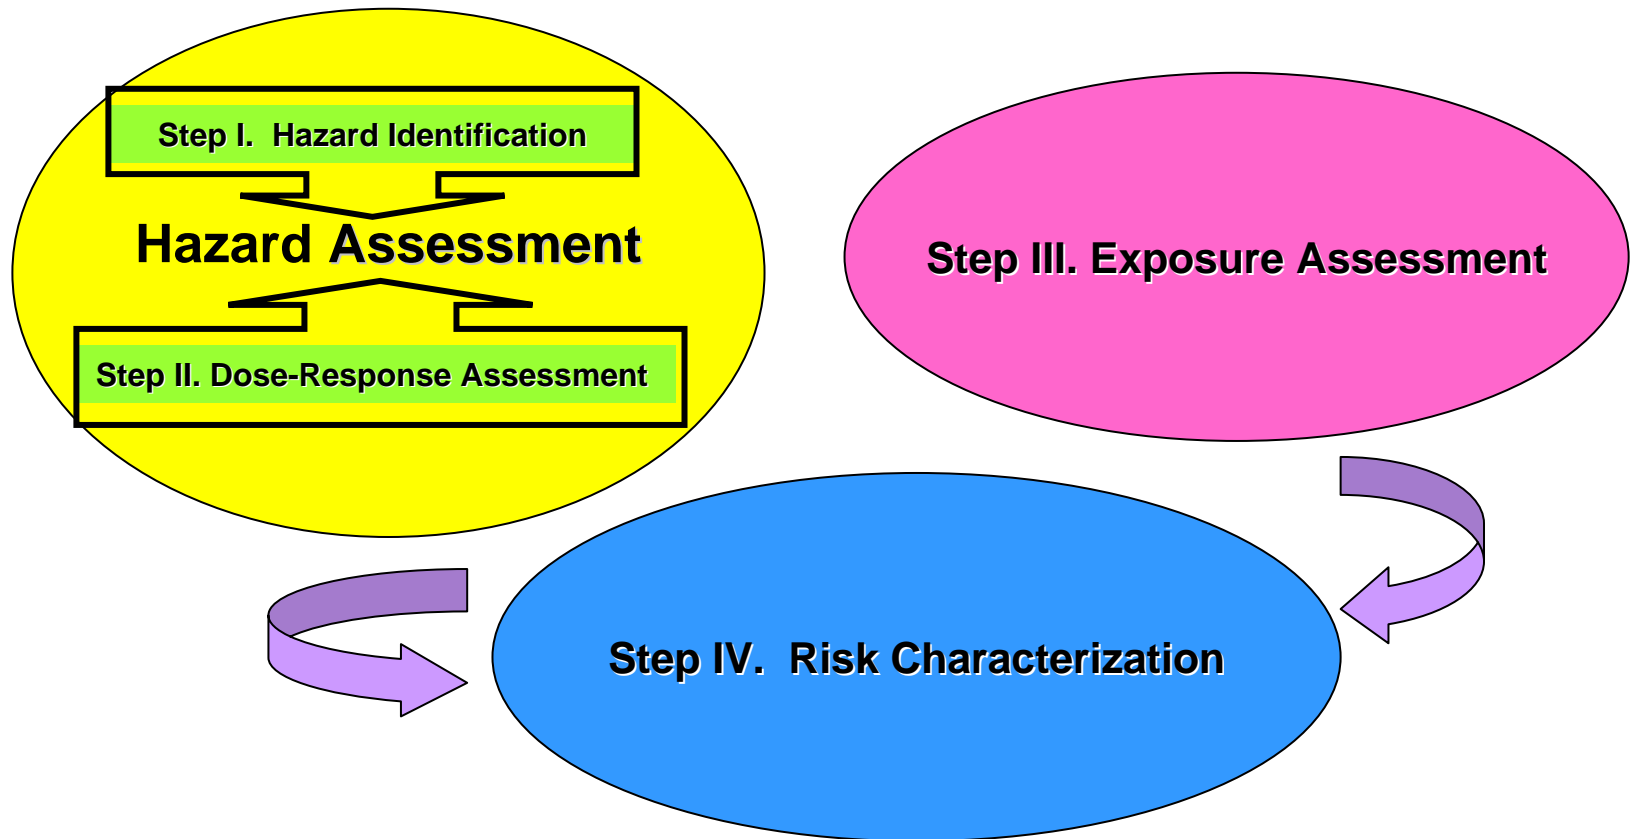 Step I.  Hazard Identification
Hazard Assessment
Step II. Dose-Response Assessment
Step III. Exposure Assessment
Step IV.  Risk Characterization